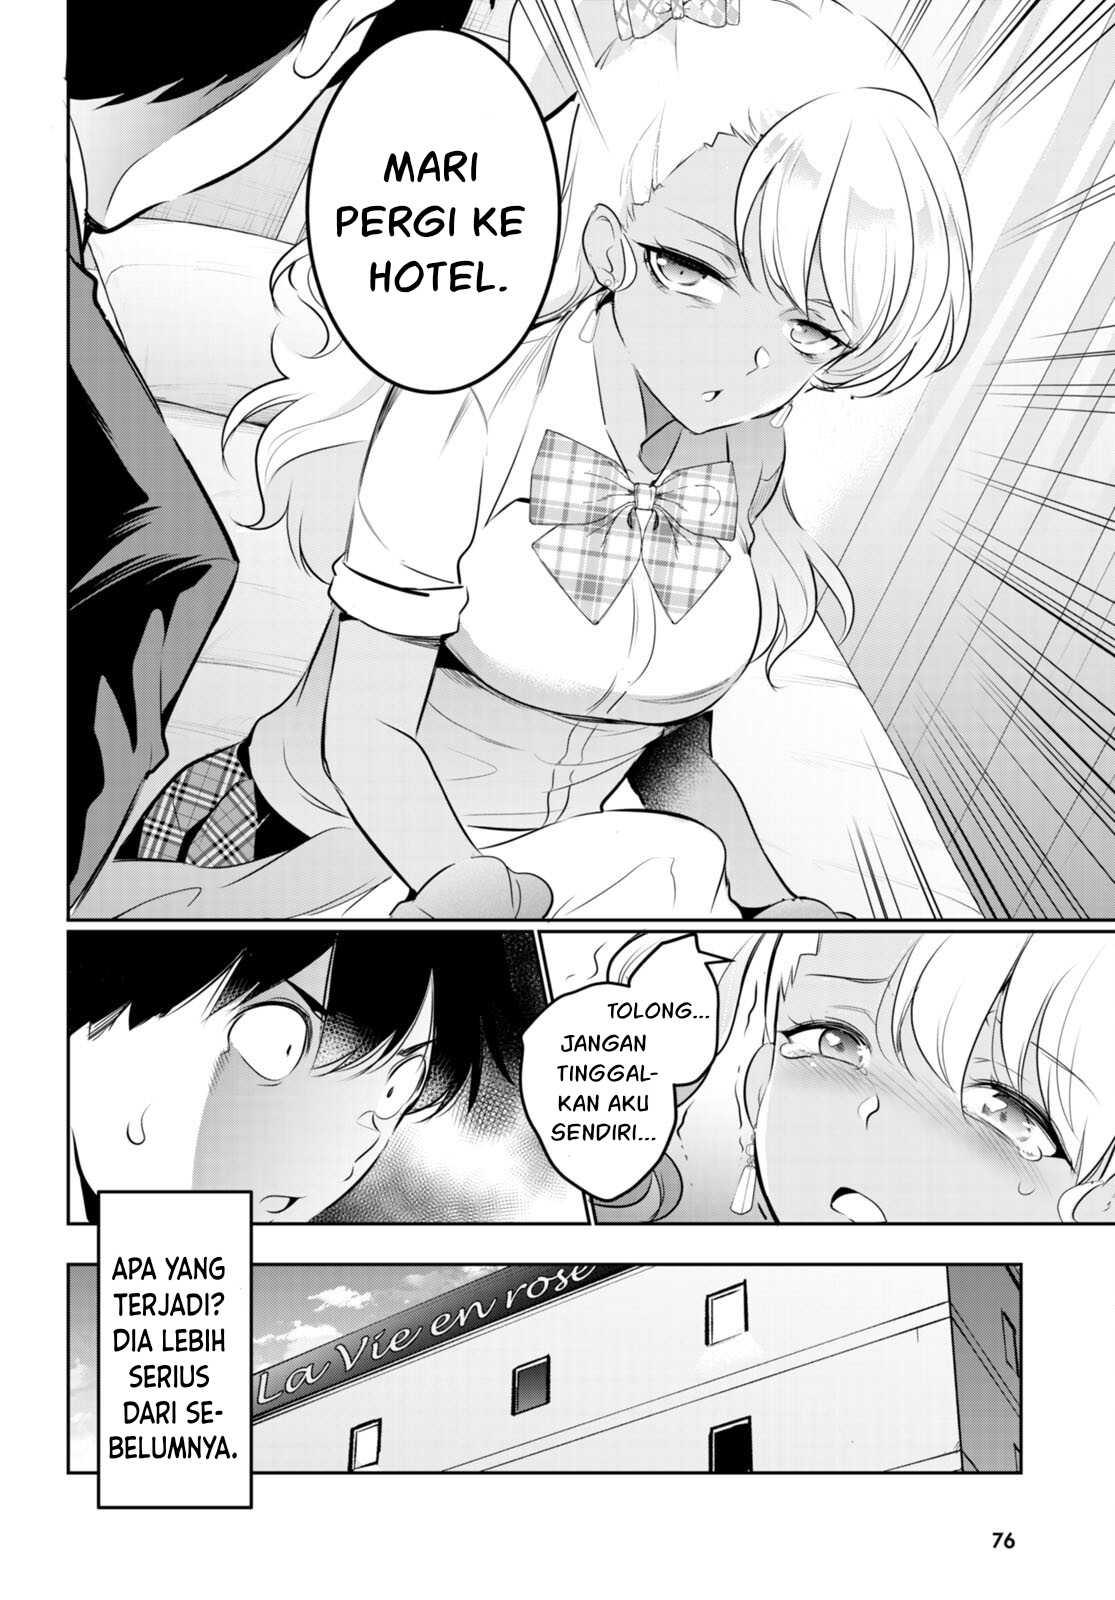 MARI
PERGI KE
HOTEL.
TOLONG...
JANGAN
TINGGAL-
KAN AKU
SENDIRI...
APA YANG
TERJADI?
DIA LEBIH
SERIUS
DARI SE-
BELUMNYA.
La Vie en rose
76